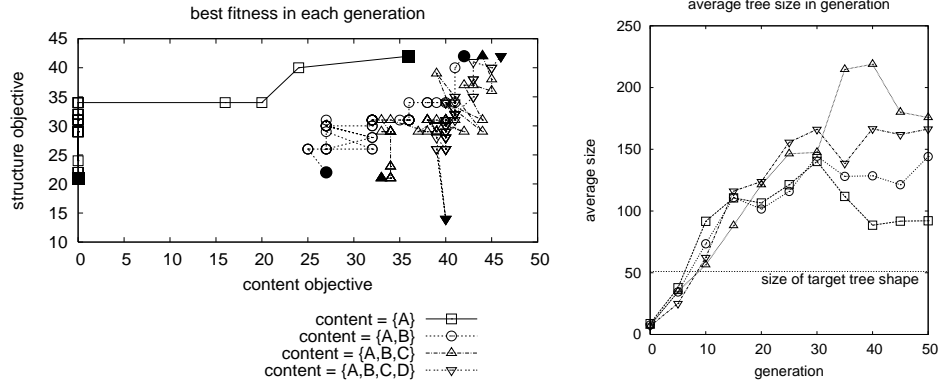 best fitness in each generation
structure objective
45
40
35
30
25
20
15
10
0 5 10 15 20 25 30 35 40 45 50
content objective
content = {A}
content = {A,B}
content = {A,B,C}
content = {A,B,C,D}
average tree size in generation
average size
250
200
150
100
50
0
size of target tree shape
0 10 20 30 40 50
generation